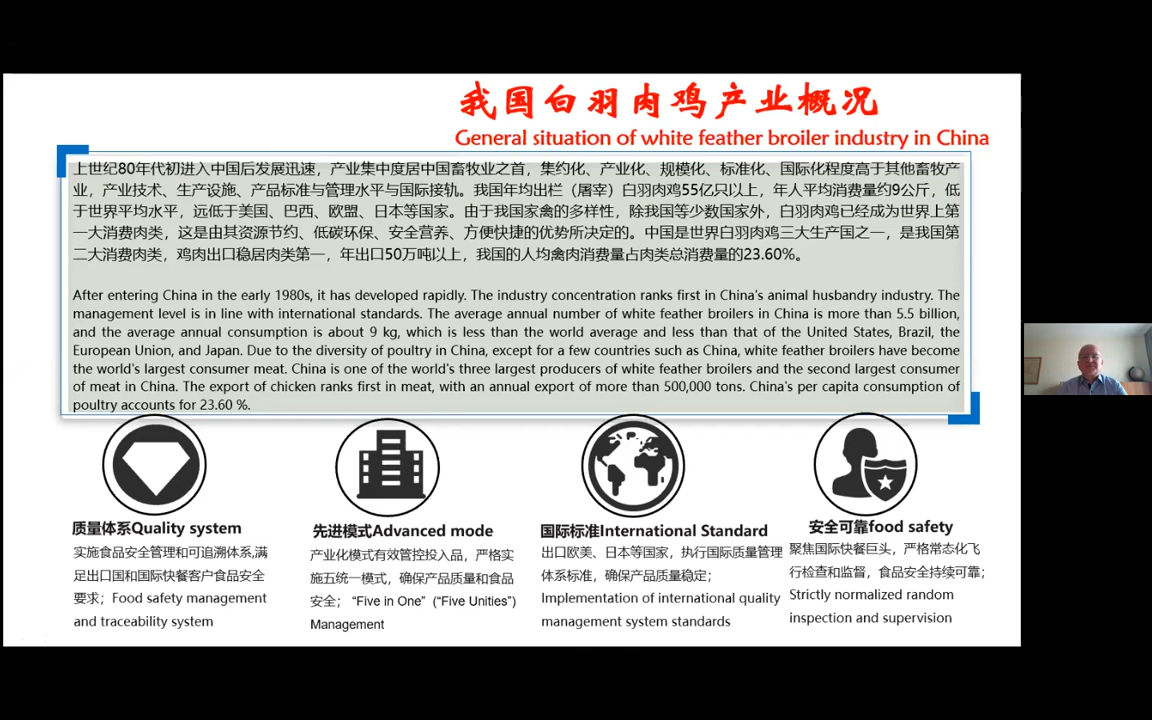 我国白羽肉鸡产业概况
General situation of white feather broiler industry in China
上世纪80年代初进入中国后发展迅速，产业集中度居中国畜牧业之首，集约化、产业化、规模化、标准化、国际化程度高于其他畜牧产
业，产业技术、生产设施、产品标准与管理水平与国际接轨。我国年均出栏（屠宰）白羽肉鸡55亿只以上，年人平均消费量约9公斤，低
于世界平均水平，远低于美国、巴西、欧盟、日本等国家。由于我国家禽的多样性，除我国等少数国家外，白羽肉鸡已经成为世界上第
一大消费肉类，这是由其资源节约、低碳环保、安全营养、方便快捷的优势所决定的。中国是世界白羽肉鸡三大生产国之一，是我国第
二大消费肉类，鸡肉出口稳居肉类第一，年出口50万吨以上，我国的人均禽肉消费量占肉类总消费量的23.60%。
After entering China in the early 1980s, it has developed rapidly. The industry concentration ranks first in China's animal husbandry industry. The
management level is in line with international standards. The average annual number of white feather broilers in China is more than 5.5 billion,
and the average annual consumption is about 9 kg, which is less than the world average and less than that of the United States, Brazil, the
European Union, and Japan. Due to the diversity of poultry in China, except for a few countries such as China, white feather broilers have become
the world's largest consumer meat. China is one of the world's three largest producers of white feather broilers and the second largest consumer
of meat in China. The export of chicken ranks first in meat, with an annual export of more than 500,000 tons. China's per capita consumption of
poultry accounts for 23.60 %.
质量体系Quality system
实施食品安全管理和可追溯体系,满
足出口国和国际快餐客户食品安全
要求；Food safety management
and traceability system
先进模式Advanced mode
产业化模式有效管控投入品，严格实
施五统一模式，确保产品质量和食品
安全； “Five in One” (“Five Unities”)
Management
国际标准International Standard
出口欧美、日本等国家，执行国际质量管理
体系标准，确保产品质量稳定；
Implementation of international quality
management system standards
安全可靠food safety
聚焦国际快餐巨头，严格常态化飞
行检查和监督，食品安全持续可靠；
Strictly normalized random
inspection and supervision